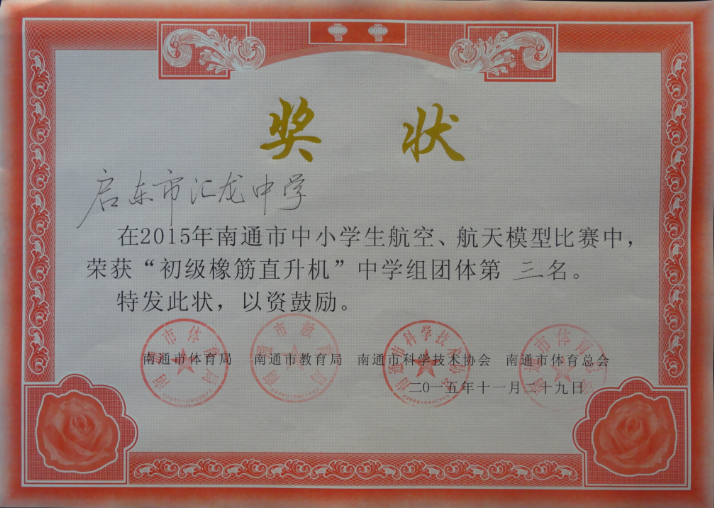 奖状
启东市汇龙中学
在2015年南通市中小学生航空、航天模型比赛中，
荣获“初级橡筋直升机”中学组团体第 三名。
特发此状，以资鼓励。
南通市体育局 南通市教育局 南通市科学技术协会 南通市体育总会
二〇一五年十一月二十九日